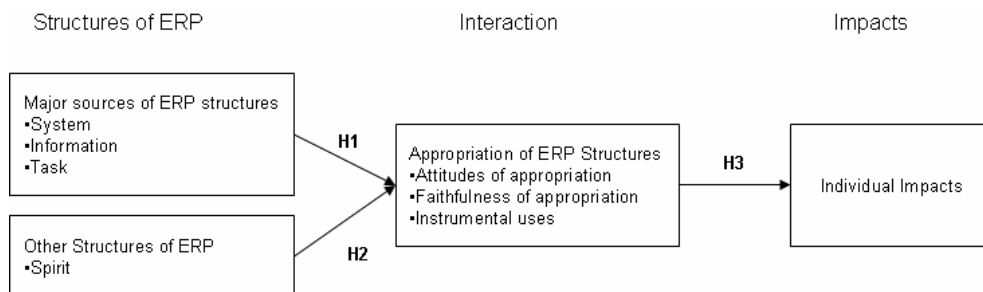 Structures of ERP
Interaction
Impacts
Major sources of ERP structures
▪System
▪Information
▪Task
H1
Appropriation of ERP Structures
▪Attitudes of appropriation
▪Faithfulness of appropriation
▪Instrumental uses
H3
Individual Impacts
Other Structures of ERP
▪Spirit
H2